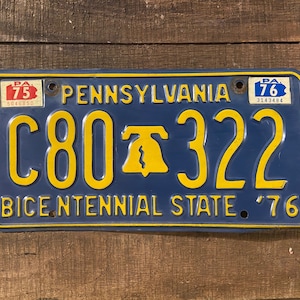 PA PA
75 76
PENNSYLVANIA
C80 322
BICENTENNIAL STATE '76